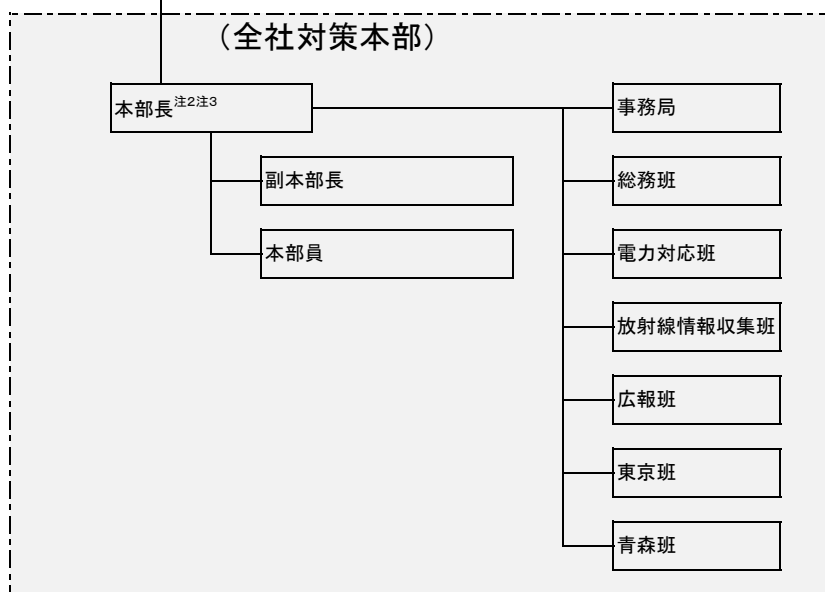 （全社対策本部）
本部長注2注3
事務局
副本部長
総務班
本部員
電力対応班
放射線情報収集班
広報班
東京班
青森班